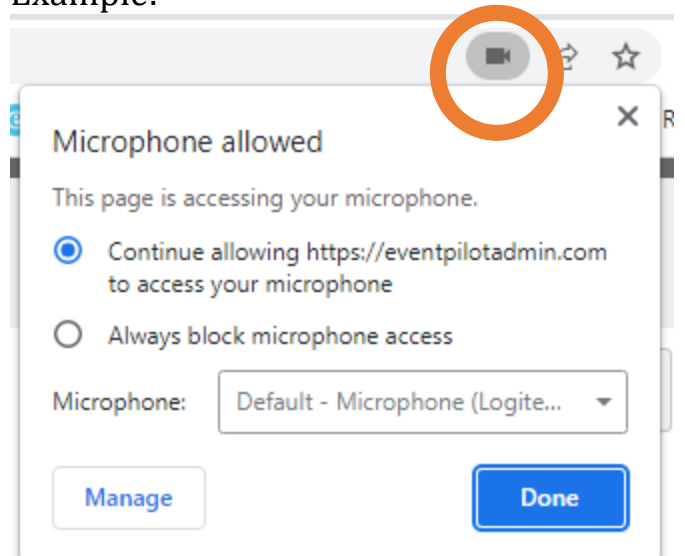 Example:
Microphone allowed
This page is accessing your microphone.
Continue allowing https://eventpilotadmin.com
to access your microphone
Always block microphone access
Microphone: Default - Microphone (Logite...
Manage Done